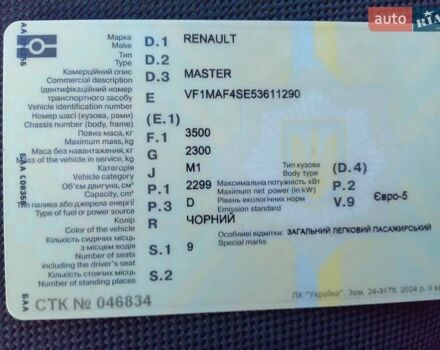 auto RIA
Марка
Make D.1 RENAULT
Тип
Type D.2
Комерційний опис
Commercial description D.3 MASTER
Ідентифікаційний номер
транспортного засобу
Vehicle identification number E VF1MAF4SE53611290
Номер шасі (кузова, рами)
Chassis number (body, frame) (E.1)
Повна маса, кг
Maximum mass, kg F.1 3500
Маса без навантаження, кг
Mass of the vehicle in service, kg G 2300
Категорія
Vehicle category J M1 Тип кузова
Body type (D.4)
Об'єм двигуна, см³
Capacity, cm³ P.1 2299 Максимальна потужність кВт
Maximum net power (in kW) P.2
Тип палива або джерела енергії
Type of fuel or power source P.3 D Рівень екологічних норм
Emission standard V.9 Євро-5
Колір
Color of the vehicle R ЧОРНИЙ
Кількість сидячих місць
з місцем водія
Number of seats
including the driver's seat S.1 9 Особливі відмітки: ЗАГАЛЬНИЙ ЛЕГКОВИЙ ПАСАЖИРСЬКИЙ
Special marks
Кількість стоячих місць
Number of standing places S.2
СТК № 046834
ПК "Україна". Зам. 24-3175. 2024 р. II кв.